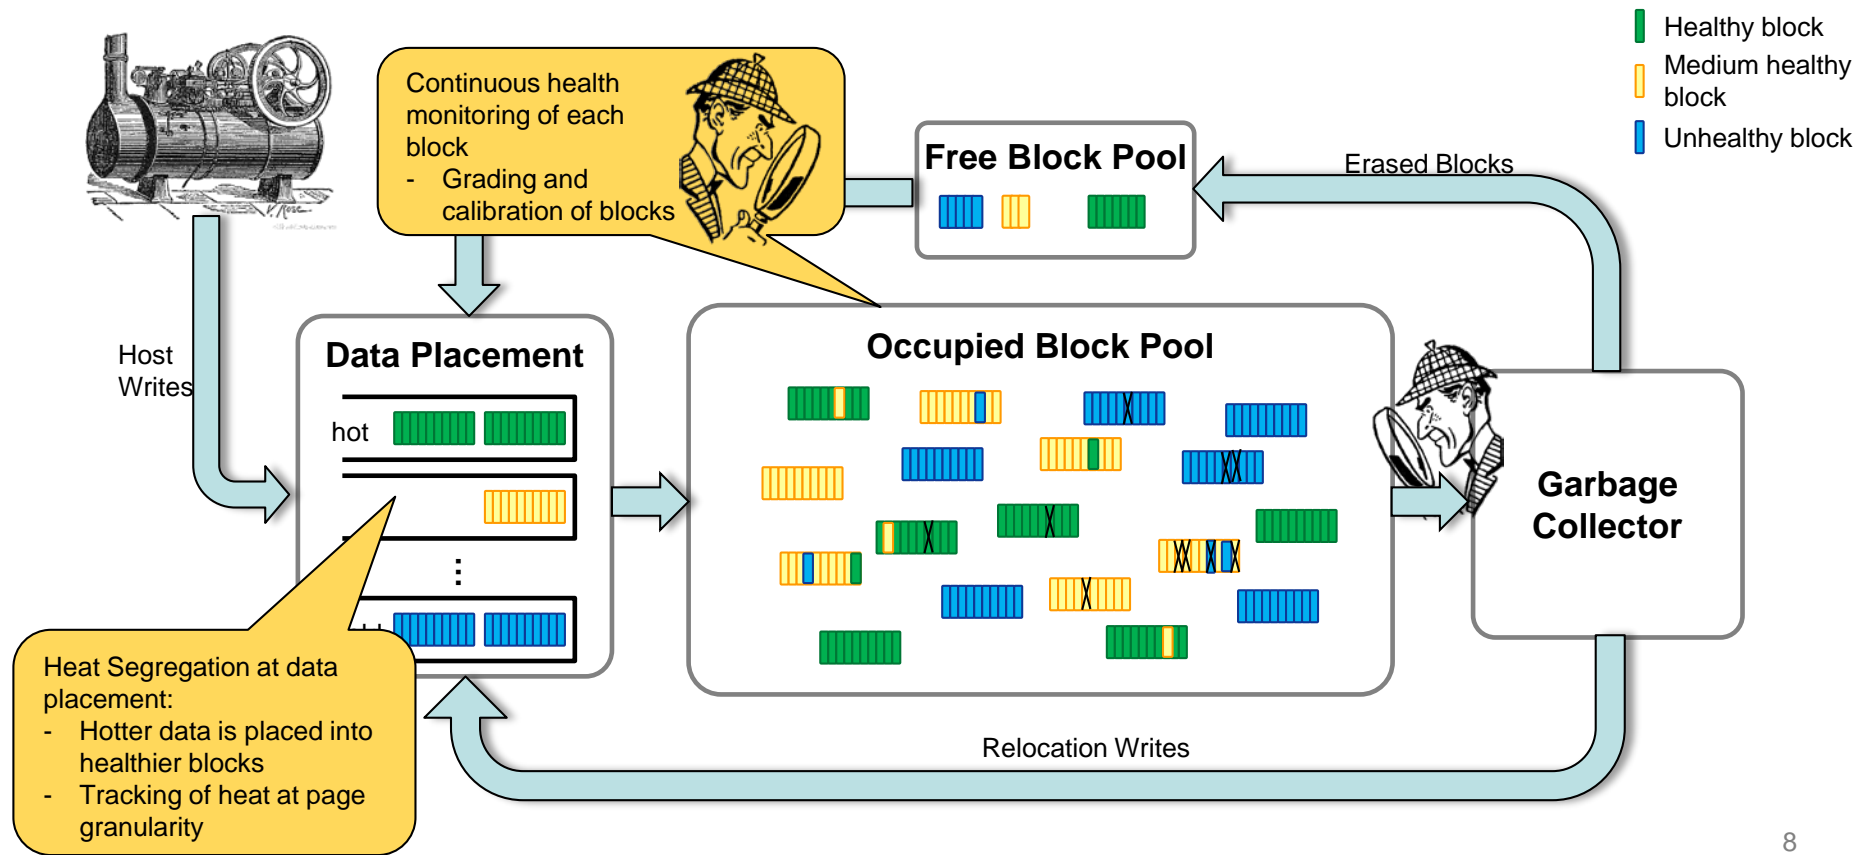 Healthy block
Medium healthy
block
Unhealthy block
Continuous health
monitoring of each
block
- Grading and
calibration of blocks
Free Block Pool
Erased Blocks
Host
Writes
Data Placement
hot
⋮
Occupied Block Pool
Garbage
Collector
Heat Segregation at data
placement:
- Hotter data is placed into
healthier blocks
- Tracking of heat at page
granularity
Relocation Writes
8